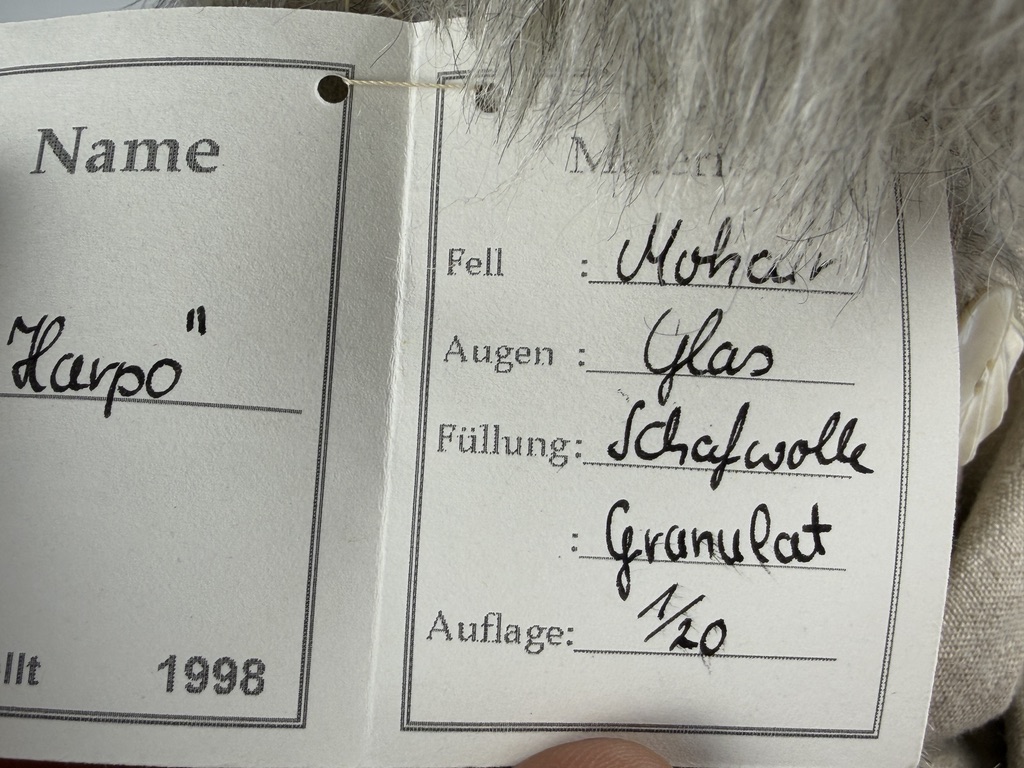 Name
Harpo"
llt 1998
Fell : Mohair
Augen : Glas
Füllung: Schafwolle
: Granulat
Auflage: 1/20